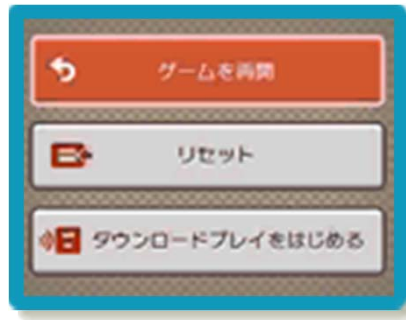 ゲームを再開
リセット
ダウンロードプレイをはじめる